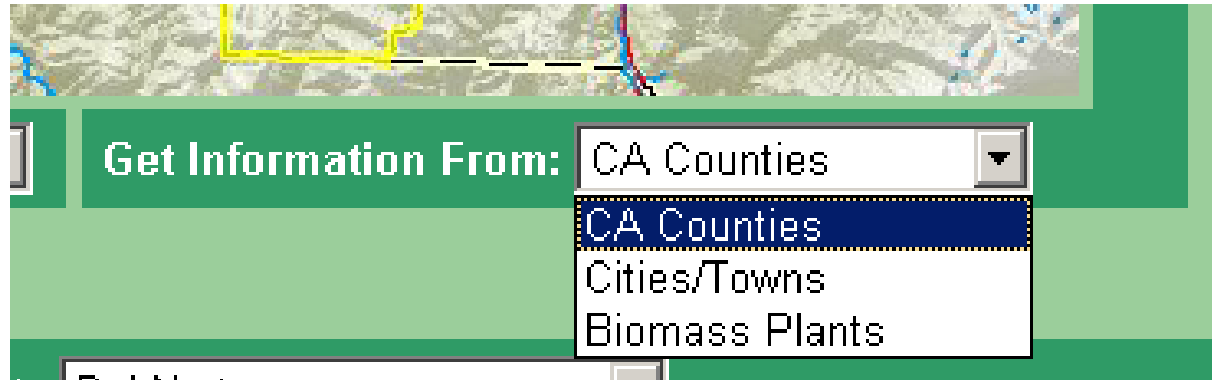 Get Information From: CA Counties
CA Counties
Cities/Towns
Biomass Plants